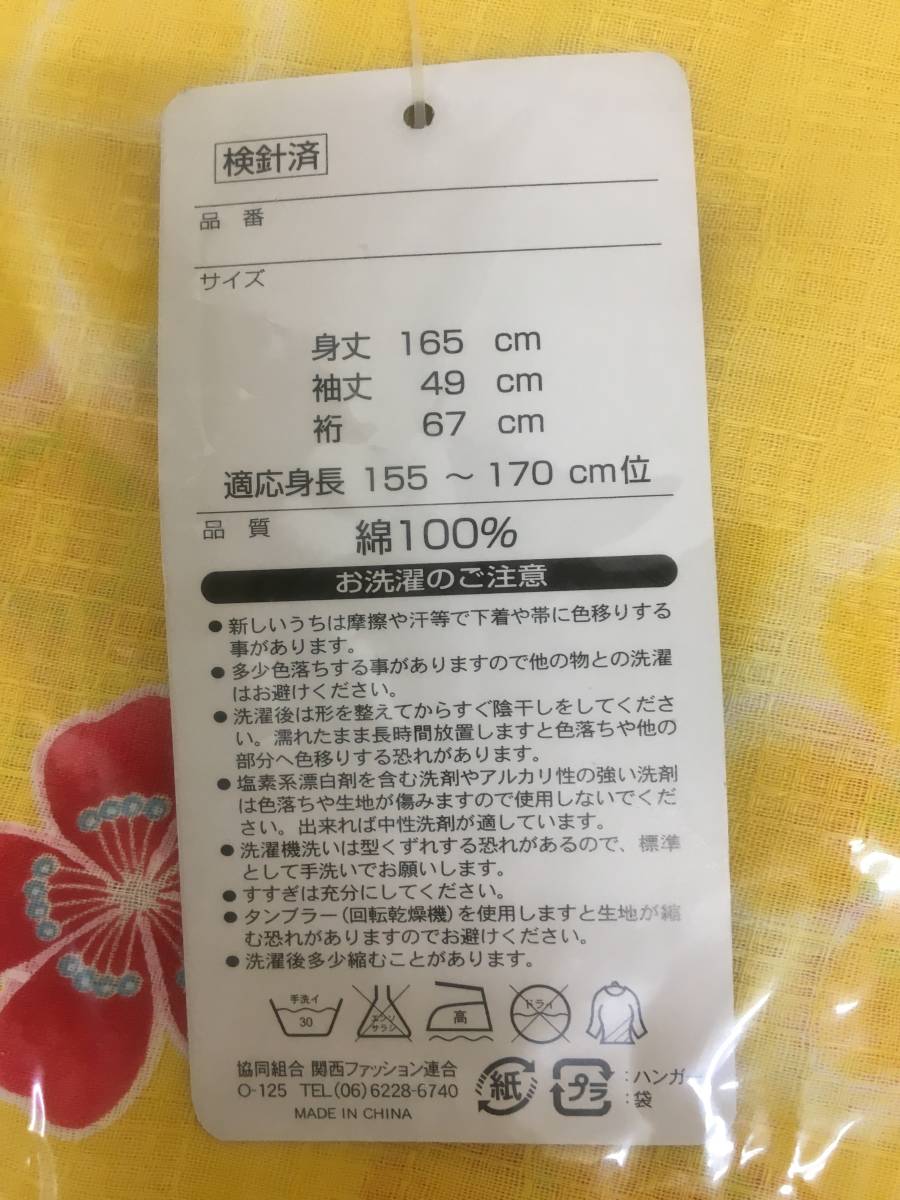 検針済
品 番
サイズ
身丈 165 cm
袖丈 49 cm
裄 67 cm
適応身長 155 ～ 170 cm位
品 質 綿100%
お洗濯のご注意
● 新しいうちは摩擦や汗等で下着や帯に色移りする
事があります。
● 多少色落ちする事がありますので他の物との洗濯
はお避けください。
● 洗濯後は形を整えてからすぐ陰干しをしてくださ
い。濡れたまま長時間放置しますと色落ちや他の
部分へ色移りする恐れがあります。
● 塩素系漂白剤を含む洗剤やアルカリ性の強い洗剤
は色落ちや生地が傷みますので使用しないでくだ
さい。出来れば中性洗剤が適しています。
● 洗濯機洗いは型くずれする恐れがあるので、標準
として手洗いでお願いします。
● すすぎは充分にしてください。
● タンブラー(回転乾燥機)を使用しますと生地が縮
む恐れがありますのでお避けください。
● 洗濯後多少縮むことがあります。
手洗イ
30
エンソ
サラシ
高
ドライ
協同組合 関西ファッション連合
O-125 TEL(06)6228-6740
MADE IN CHINA
紙
プラ
:ハンガー
:袋